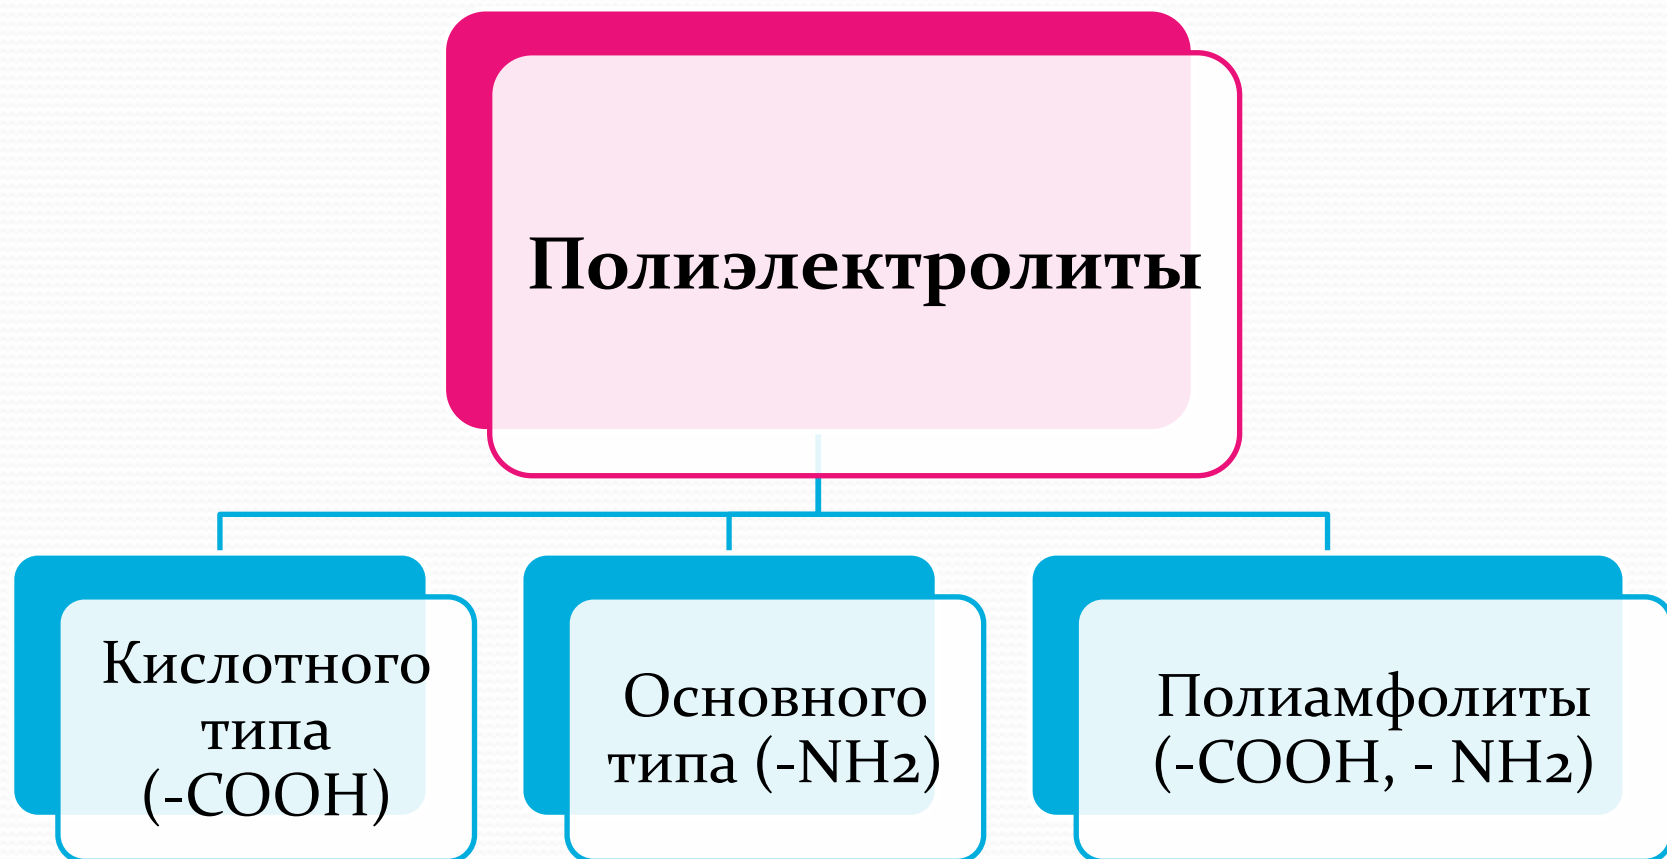 Полиэлектролиты
Кислотного
типа
(-COOH)
Основного
типа (-NH2)
Полиамфолиты
(-COOH, - NH2)